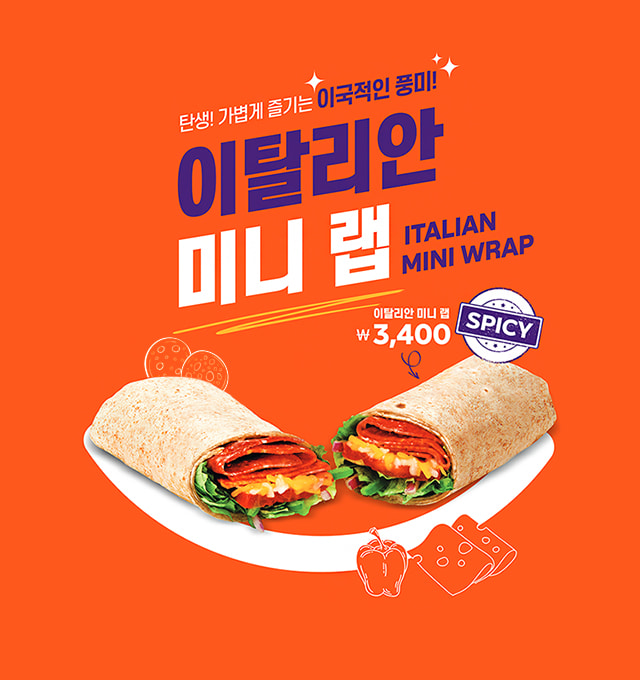 탄생! 가볍게 즐기는 이국적인 풍미!
이탈리안
미니 랩
ITALIAN
MINI WRAP
이탈리안 미니 랩
₩3,400
SPICY